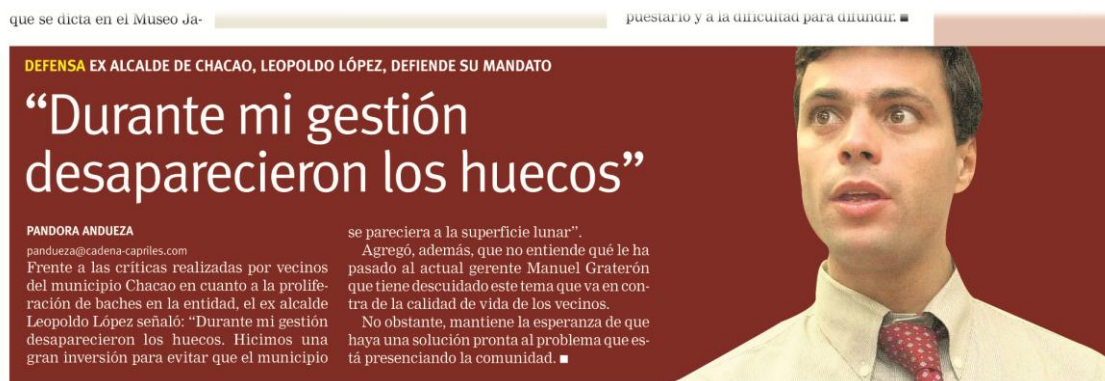 que se dicta en el Museo Ja-
puestario y a la dificultad para difundir. ■
DEFENSA EX ALCALDE DE CHACAO, LEOPOLDO LÓPEZ, DEFIENDE SU MANDATO
“Durante mi gestión
desaparecieron los huecos”
PANDORA ANDUEZA
pandueza@cadena-capriles.com
Frente a las críticas realizadas por vecinos
del municipio Chacao en cuanto a la prolife-
ración de baches en la entidad, el ex alcalde
Leopoldo López señaló: “Durante mi gestión
desaparecieron los huecos. Hicimos una
gran inversión para evitar que el municipio
se pareciera a la superficie lunar”.
Agregó, además, que no entiende qué le ha
pasado al actual gerente Manuel Graterón
que tiene descuidado este tema que va en con-
tra de la calidad de vida de los vecinos.
No obstante, mantiene la esperanza de que
haya una solución pronta al problema que es-
tá presenciando la comunidad. ■